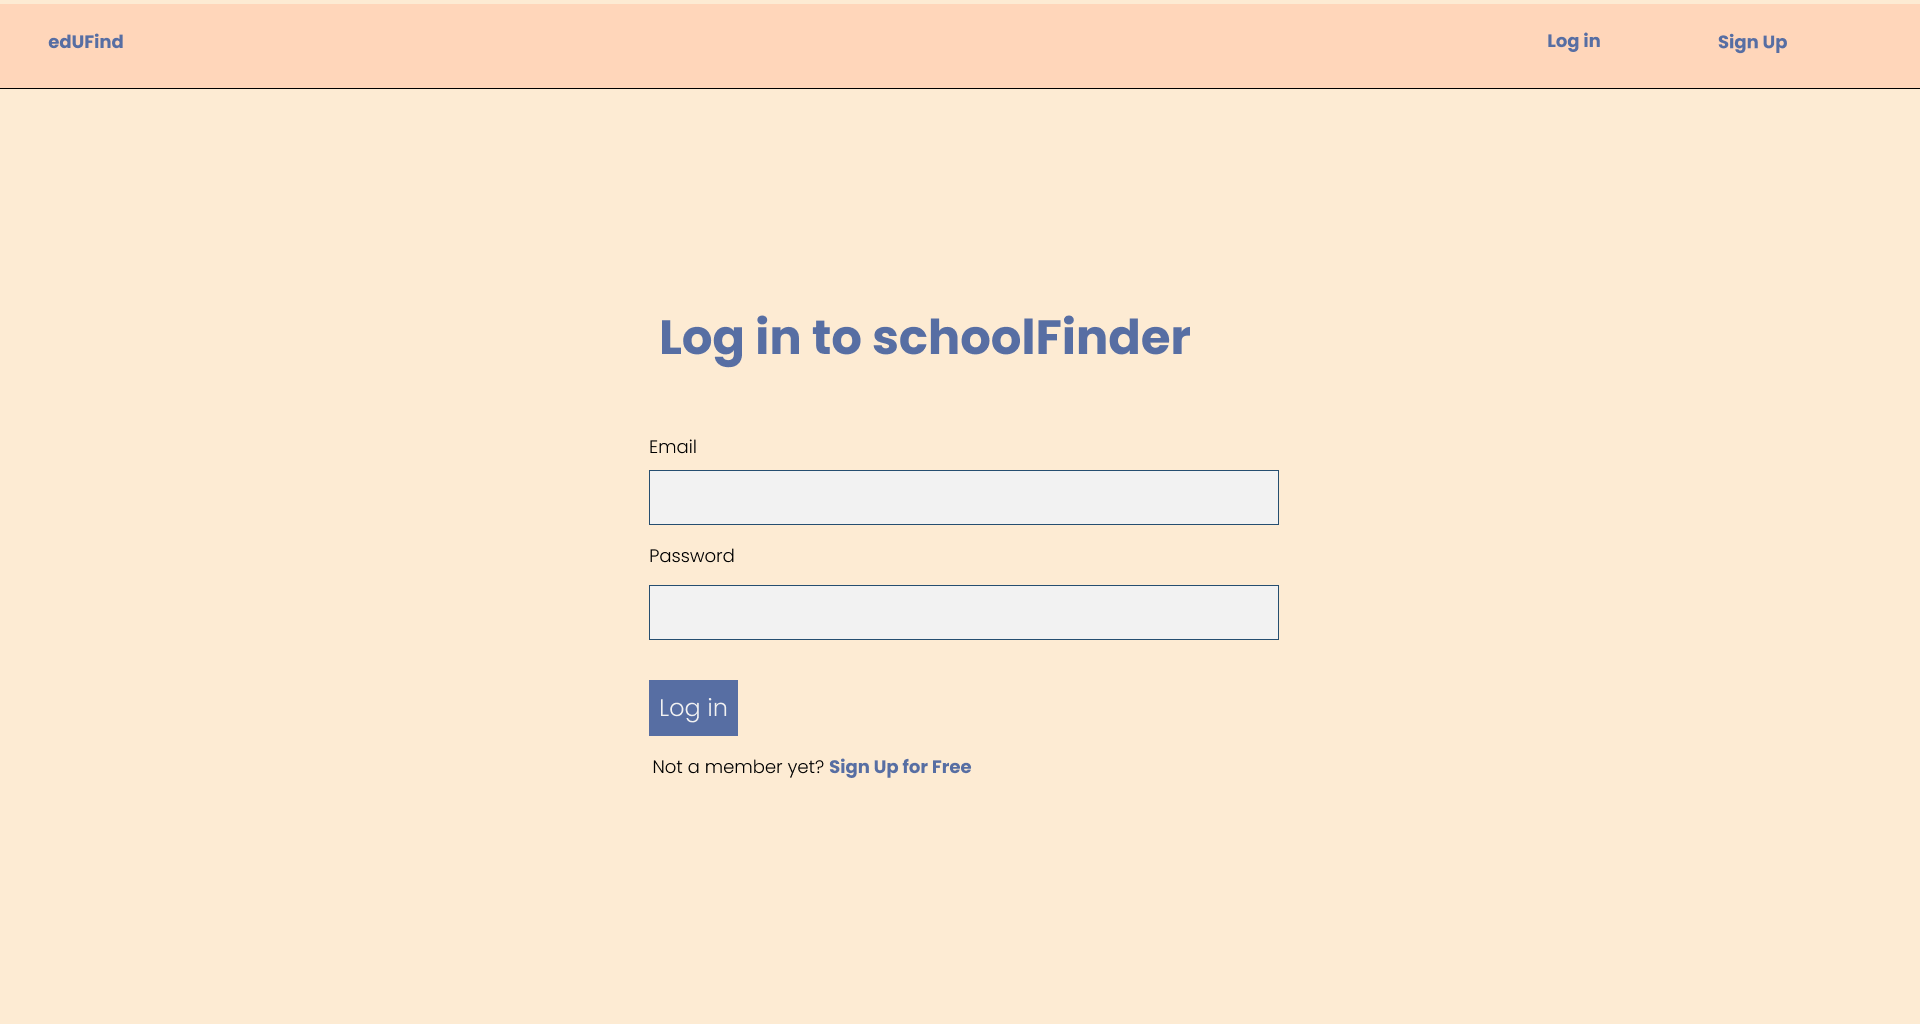 edUFind Log in Sign Up
Log in to schoolFinder
Email
Password
Log in
Not a member yet? Sign Up for Free